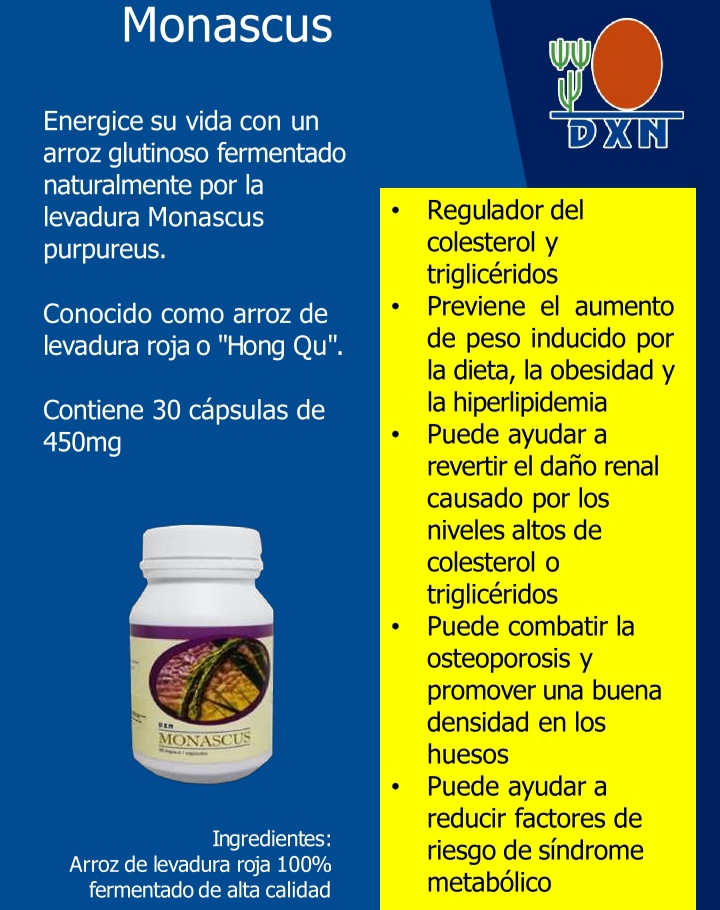 Monascus
DXN
Energice su vida con un
arroz glutinoso fermentado
naturalmente por la
levadura Monascus
purpureus.
Conocido como arroz de
levadura roja o "Hong Qu".
Contiene 30 cápsulas de
450mg
DXN
MONASCUS
Ingredientes:
Arroz de levadura roja 100%
fermentado de alta calidad
• Regulador del
colesterol y
triglicéridos
• Previene el aumento
de peso inducido por
la dieta, la obesidad y
la hiperlipidemia
• Puede ayudar a
revertir el daño renal
causado por los
niveles altos de
colesterol o
triglicéridos
• Puede combatir la
osteoporosis y
promover una buena
densidad en los
huesos
• Puede ayudar a
reducir factores de
riesgo de síndrome
metabólico